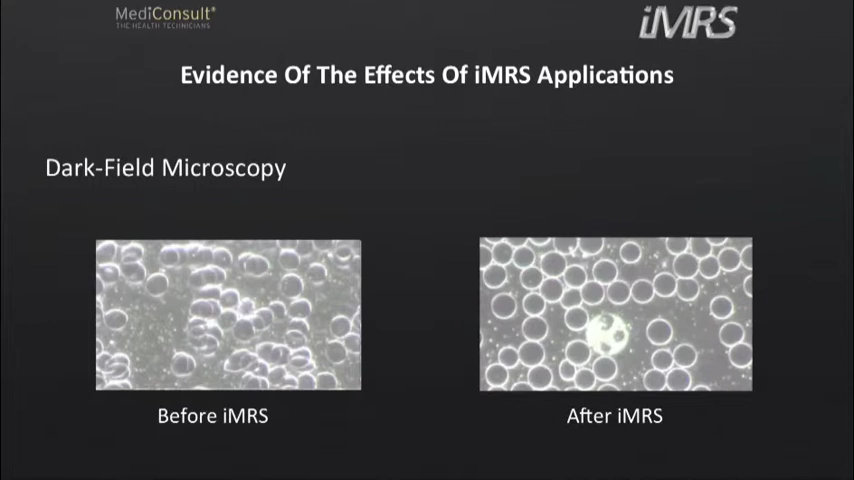 MediConsult®
THE HEALTH TECHNICIANS
iMRS
Evidence Of The Effects Of iMRS Applications
Dark-Field Microscopy
Before iMRS
After iMRS